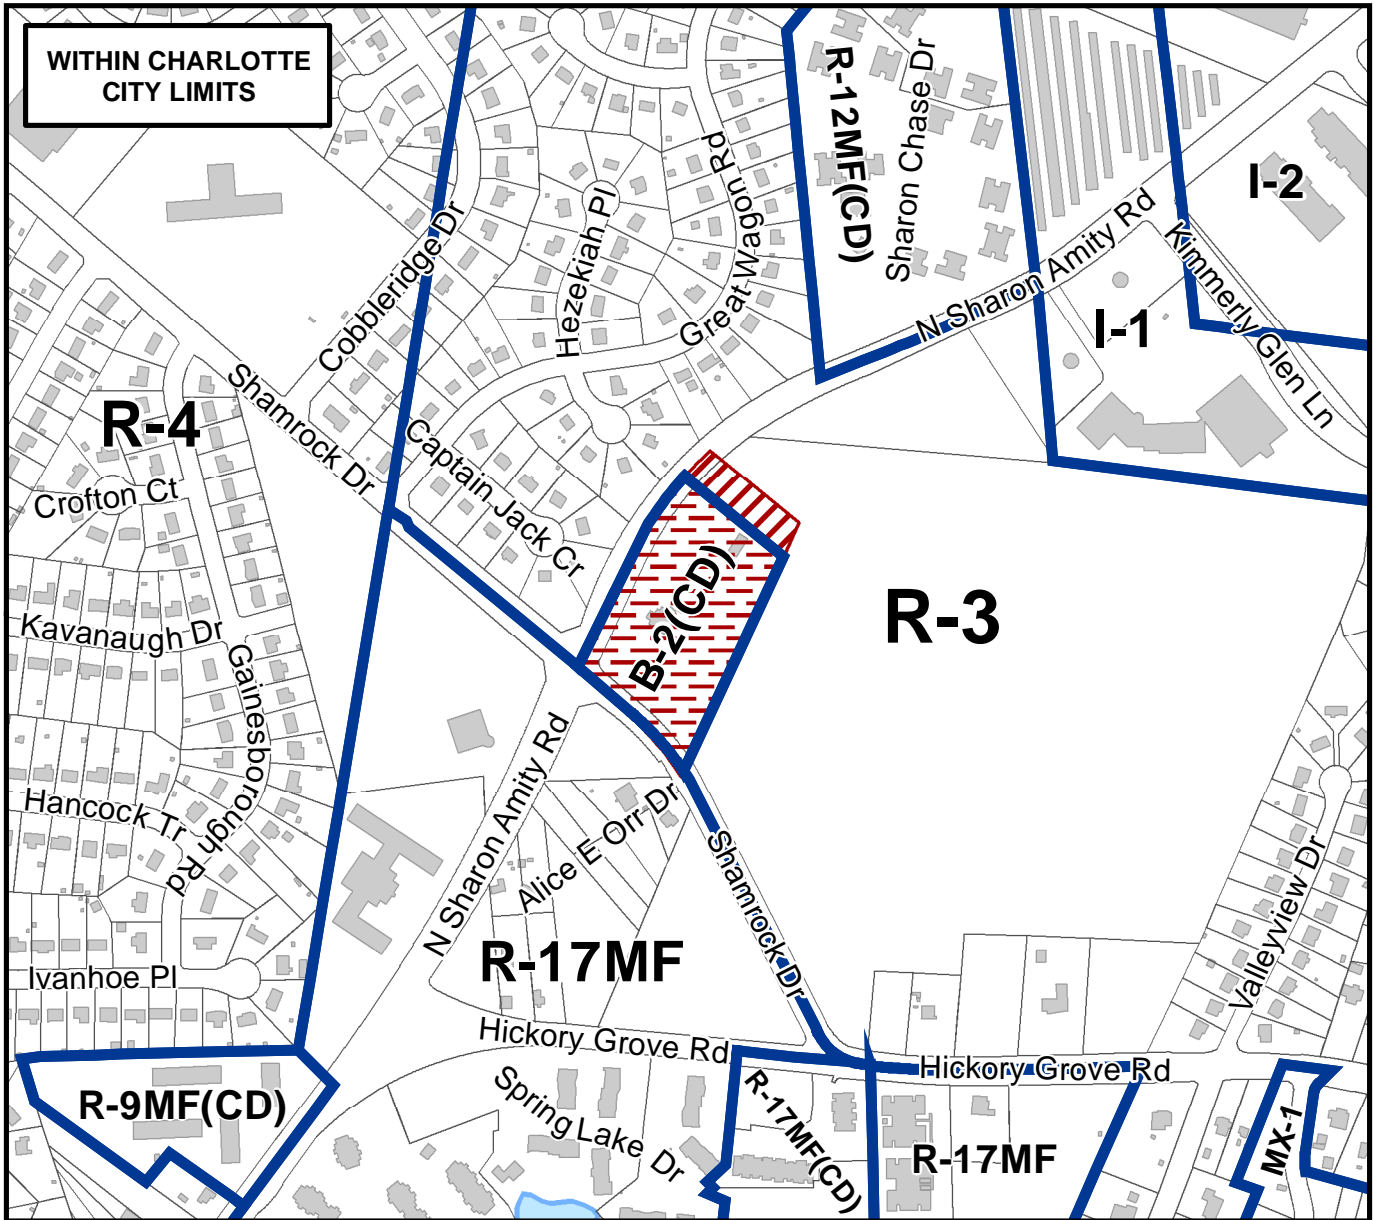 WITHIN CHARLOTTE
CITY LIMITS
R-12MF(CD)
Sharon Chase Dr
I-2
Great Wagon Rd
Hezekiah Pl
Cobbleridge Dr
N Sharon Amity Rd
Kimmerly Glen Ln
I-1
R-4
Shamrock Dr
Captain Jack Cr
Crofton Ct
B-2(CD)
R-3
Kavanaugh Dr
Gainesborough Rd
Hancock Tr
N Sharon Amity Rd
Alice E Orr Dr
Shamrock Dr
Valleyview Dr
R-17MF
Ivanhoe Pl
Hickory Grove Rd
Hickory Grove Rd
R-9MF(CD)
Spring Lake Dr
R-17MF(CD)
R-17MF
MX-1